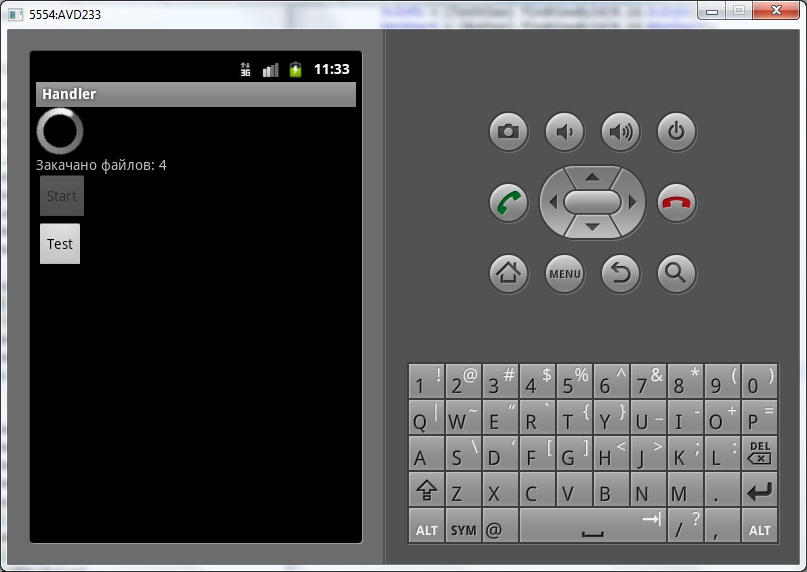 5554:AVD233
3G 11:33
Handler
Закачано файлов: 4
Start
Test
MENU
1 ! 2 @ 3 # 4 $ 5 % 6 ^ 7 & 8 * 9 ( 0 )
Q | W ~ E “ R ` T { Y } U _ I - O + P =
A S \ D ‘ F [ G ] H < J > K ; L : DEL
Z X C V B N M .
ALT SYM @ / ? , ALT